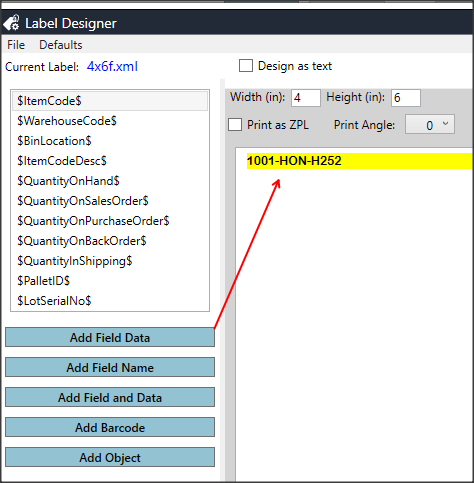 Label Designer
File Defaults
Current Label: 4x6f.xml
Design as text
$ItemCode$
$WarehouseCode$
$BinLocation$
$ItemCodeDesc$
$QuantityOnHand$
$QuantityOnSalesOrder$
$QuantityOnPurchaseOrder$
$QuantityOnBackOrder$
$QuantityInShipping$
$PalletID$
$LotSerialNo$
Width (in): 4 Height (in): 6
Print as ZPL Print Angle: 0
1001-HON-H252
Add Field Data
Add Field Name
Add Field and Data
Add Barcode
Add Object